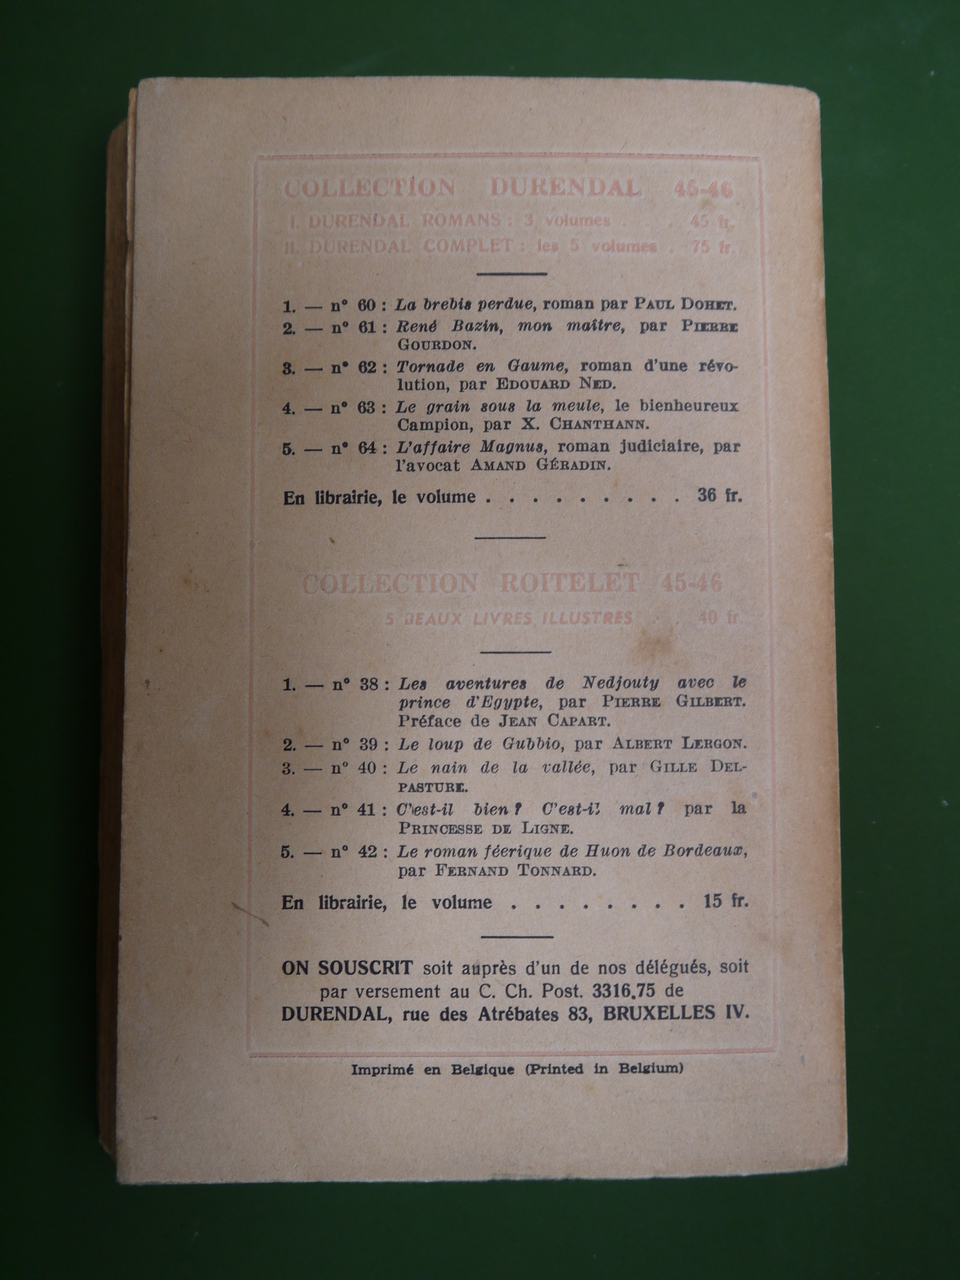 COLLECTION DURENDAL 45-46
I. DURENDAL ROMANS : 3 volumes . . . 45 fr.
II. DURENDAL COMPLET : les 5 volumes . 75 fr.
1. — n° 60 : La brebis perdue, roman par PAUL DOHET.
2. — n° 61 : René Bazin, mon maître, par PIERRE
GOURDON.
3. — n° 62 : Tornade en Gaume, roman d'une révo-
lution, par EDOUARD NED.
4. — n° 63 : Le grain sous la meule, le bienheureux
Campion, par X. CHANTHANN.
5. — n° 64 : L'affaire Magnus, roman judiciaire, par
l'avocat AMAND GÉRADIN.
En librairie, le volume . . . . . . . . . 36 fr.
COLLECTION ROITELET 45-46
5 BEAUX LIVRES ILLUSTRES . . 40 fr
1. — n° 38 : Les aventures de Nedjouty avec le
prince d'Egypte, par PIERRE GILBERT.
Préface de JEAN CAPART.
2. — n° 39 : Le loup de Gubbio, par ALBERT LERGON.
3. — n° 40 : Le nain de la vallée, par GILLE DEL-
PASTURE.
4. — n° 41 : C'est-il bien ? C'est-il mal ? par la
PRINCESSE DE LIGNE.
5. — n° 42 : Le roman féerique de Huon de Bordeaux,
par FERNAND TONNARD.
En librairie, le volume . . . . . . . . 15 fr.
ON SOUSCRIT soit auprès d'un de nos délégués, soit
par versement au C. Ch. Post. 3316.75 de
DURENDAL, rue des Atrébates 83, BRUXELLES IV.
Imprimé en Belgique (Printed in Belgium)